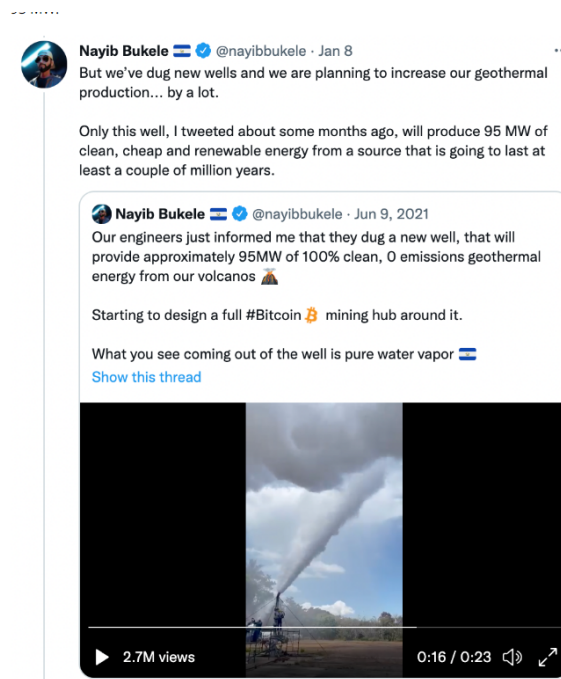 Nayib Bukele 🇸🇻 @nayibbukele · Jan 8
But we’ve dug new wells and we are planning to increase our geothermal
production… by a lot.
Only this well, I tweeted about some months ago, will produce 95 MW of
clean, cheap and renewable energy from a source that is going to last at
least a couple of million years.
Nayib Bukele 🇸🇻 @nayibbukele · Jun 9, 2021
Our engineers just informed me that they dug a new well, that will
provide approximately 95MW of 100% clean, 0 emissions geothermal
energy from our volcanos 🌋
Starting to design a full #Bitcoin ₿ mining hub around it.
What you see coming out of the well is pure water vapor 🇸🇻
Show this thread
2.7M views
0:16 / 0:23